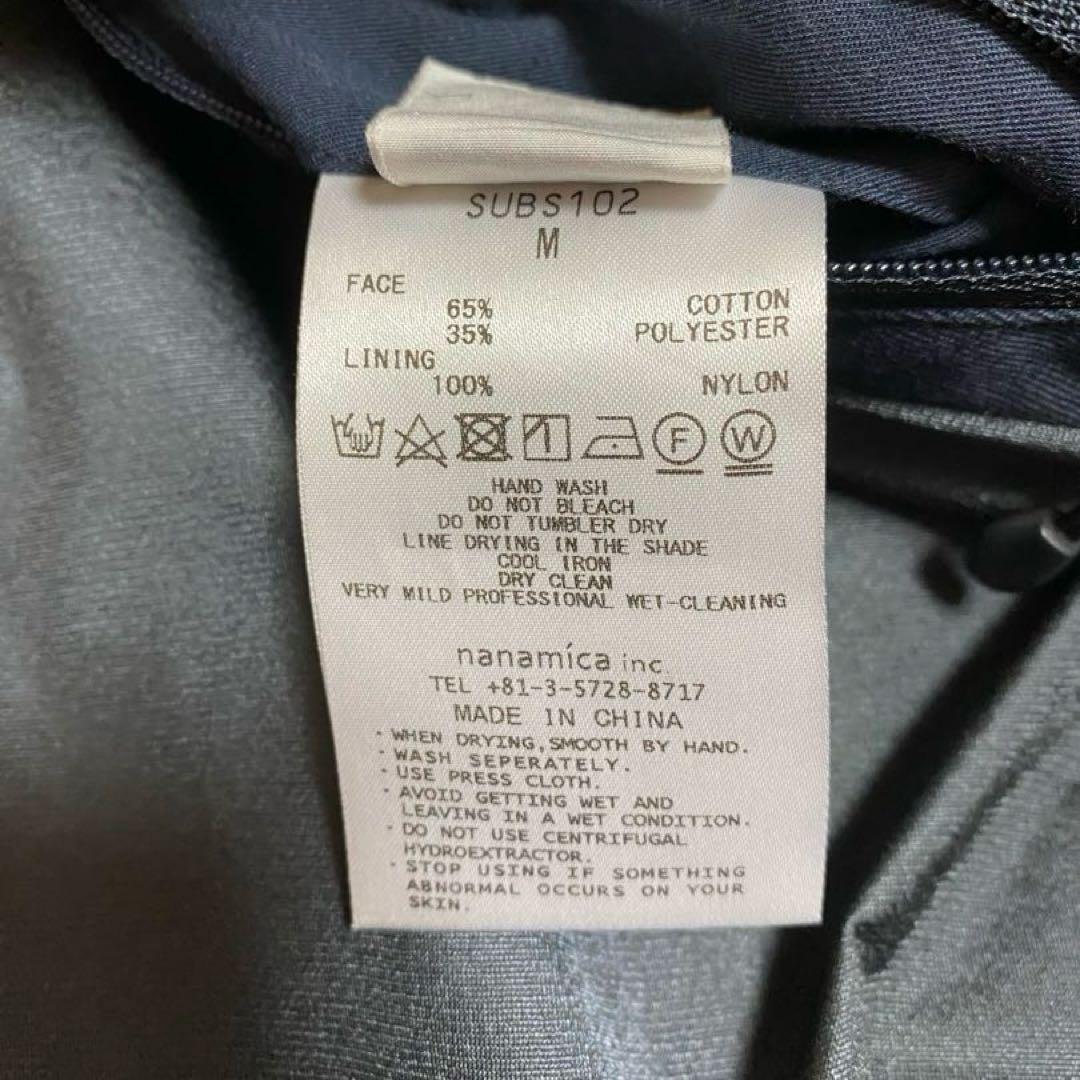 SUBS102
M
FACE
65% COTTON
35% POLYESTER
LINING
100% NYLON
F W
HAND WASH
DO NOT BLEACH
DO NOT TUMBLER DRY
LINE DRYING IN THE SHADE
COOL IRON
DRY CLEAN
VERY MILD PROFESSIONAL WET-CLEANING
nanamica inc.
TEL +81-3-5728-8717
MADE IN CHINA
・WHEN DRYING,SMOOTH BY HAND.
・WASH SEPERATELY.
・USE PRESS CLOTH.
・AVOID GETTING WET AND
LEAVING IN A WET CONDITION.
・DO NOT USE CENTRIFUGAL
HYDROEXTRACTOR.
・STOP USING IF SOMETHING
ABNORMAL OCCURS ON YOUR
SKIN.